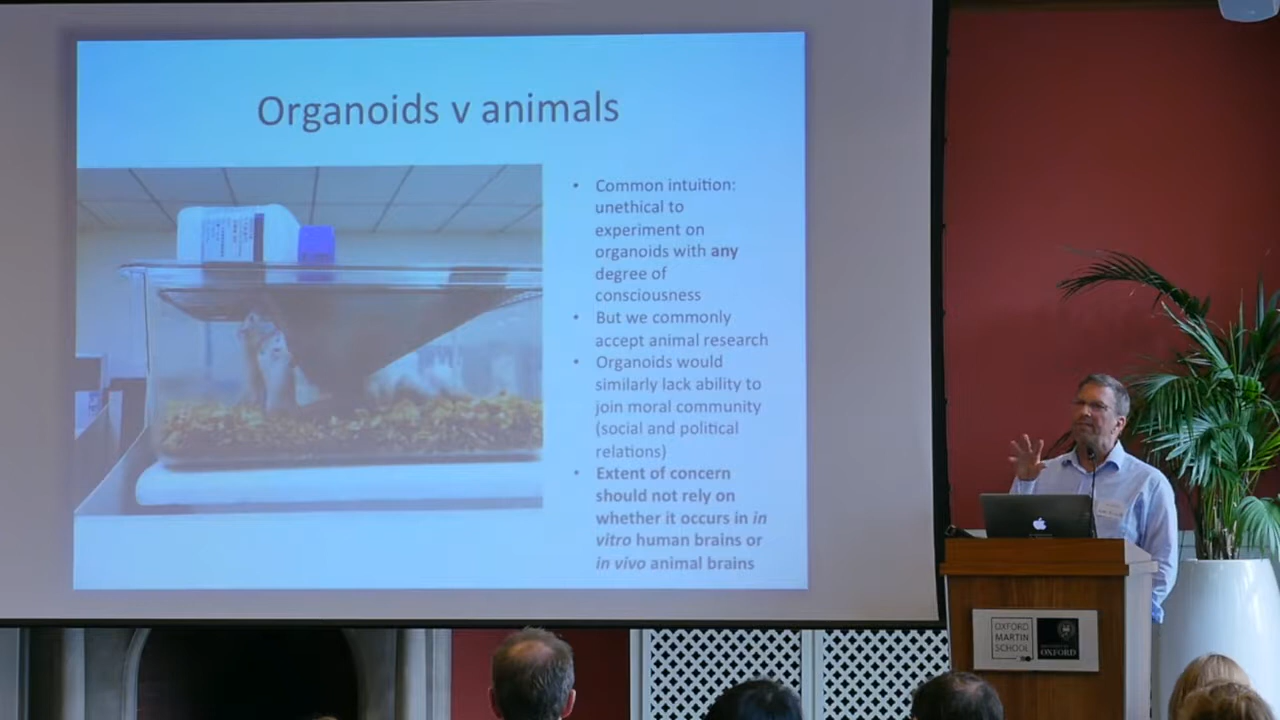 Organoids v animals
• Common intuition:
unethical to
experiment on
organoids with any
degree of
consciousness
• But we commonly
accept animal research
• Organoids would
similarly lack ability to
join moral community
(social and political
relations)
• Extent of concern
should not rely on
whether it occurs in in
vitro human brains or
in vivo animal brains
OXFORD
MARTIN
SCHOOL
OXFORD